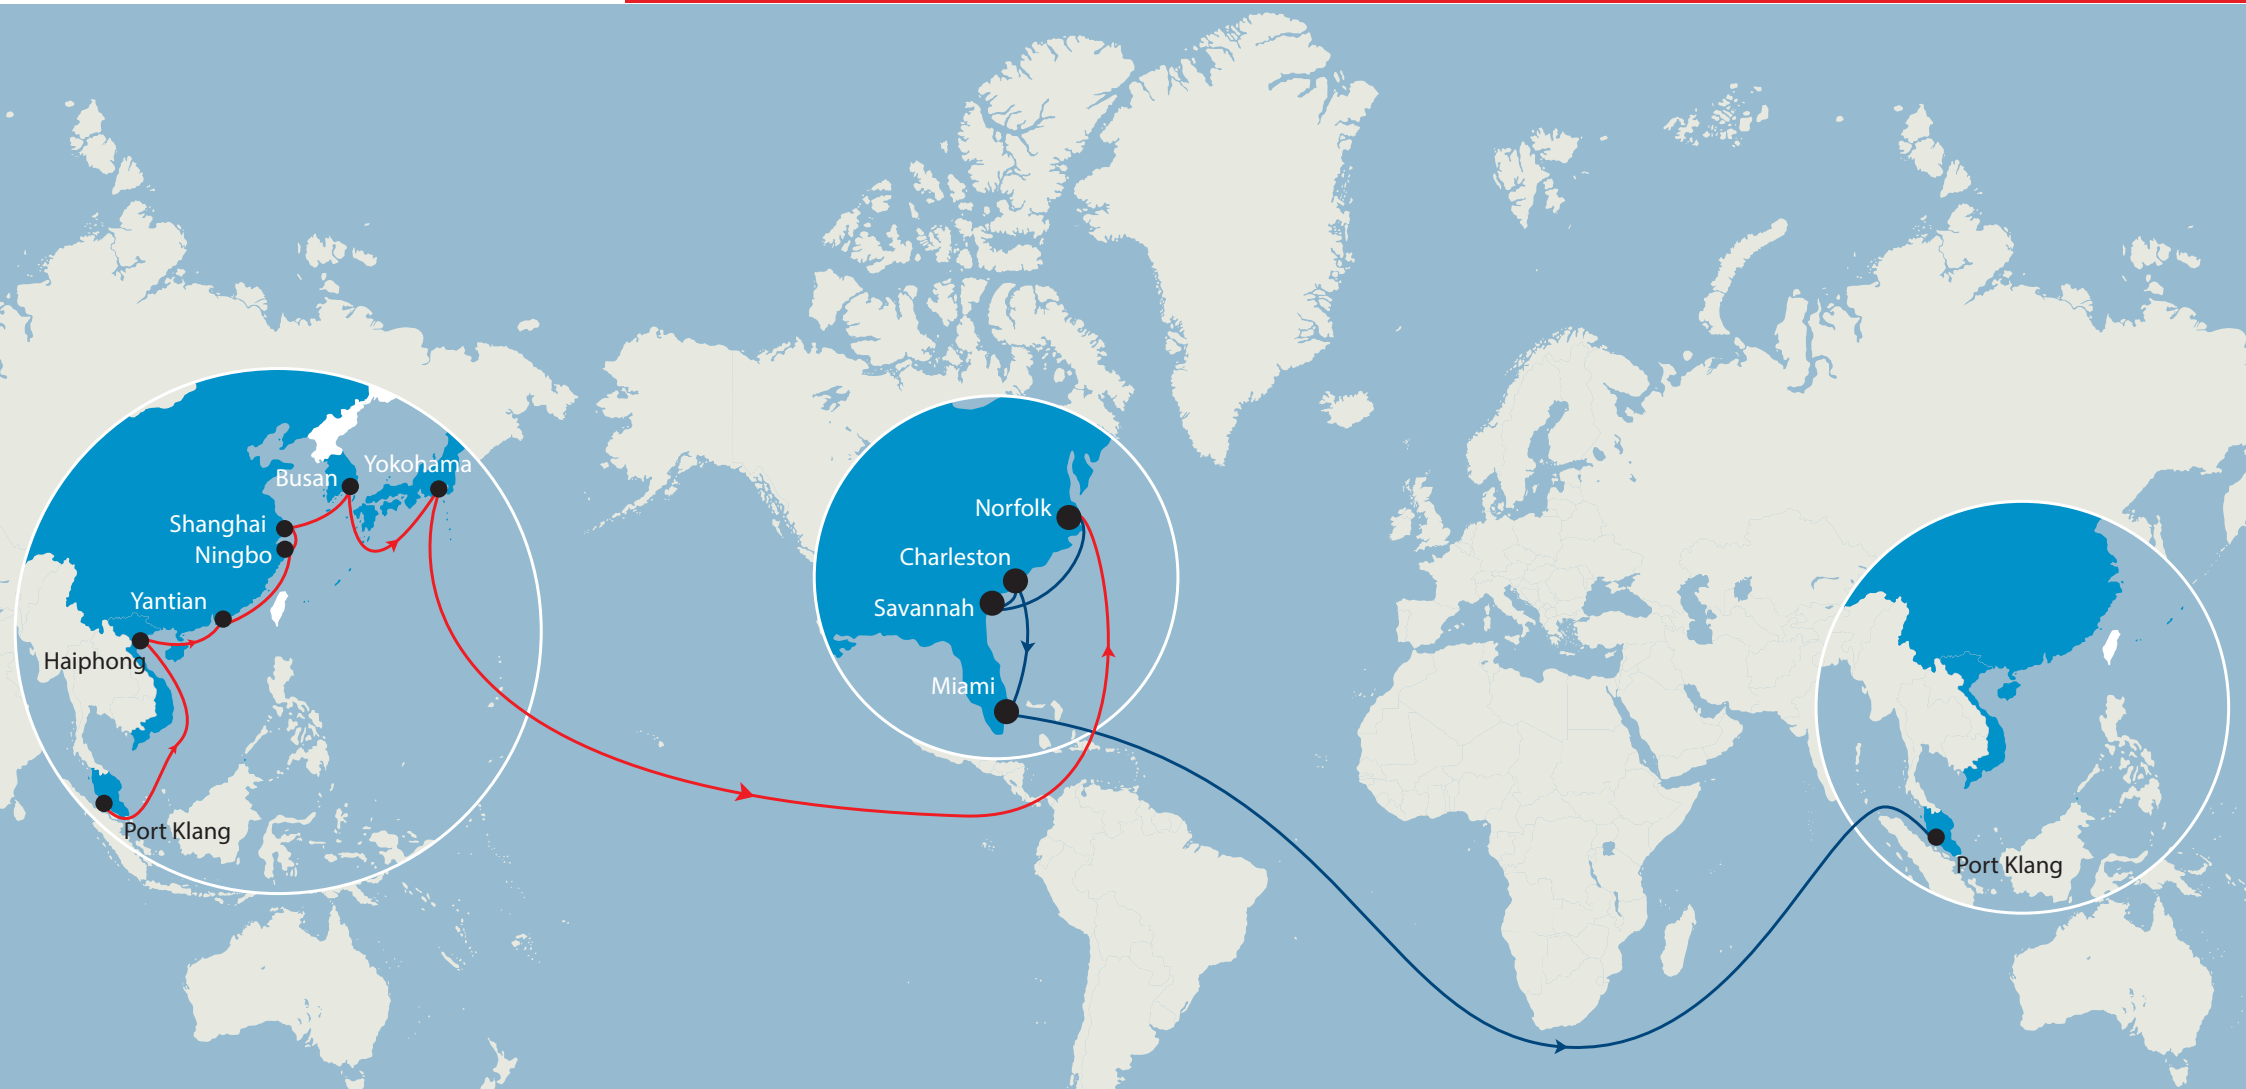 Yokohama
Busan
Shanghai
Ningbo
Yantian
Haiphong
Port Klang
Norfolk
Charleston
Savannah
Miami
Port Klang